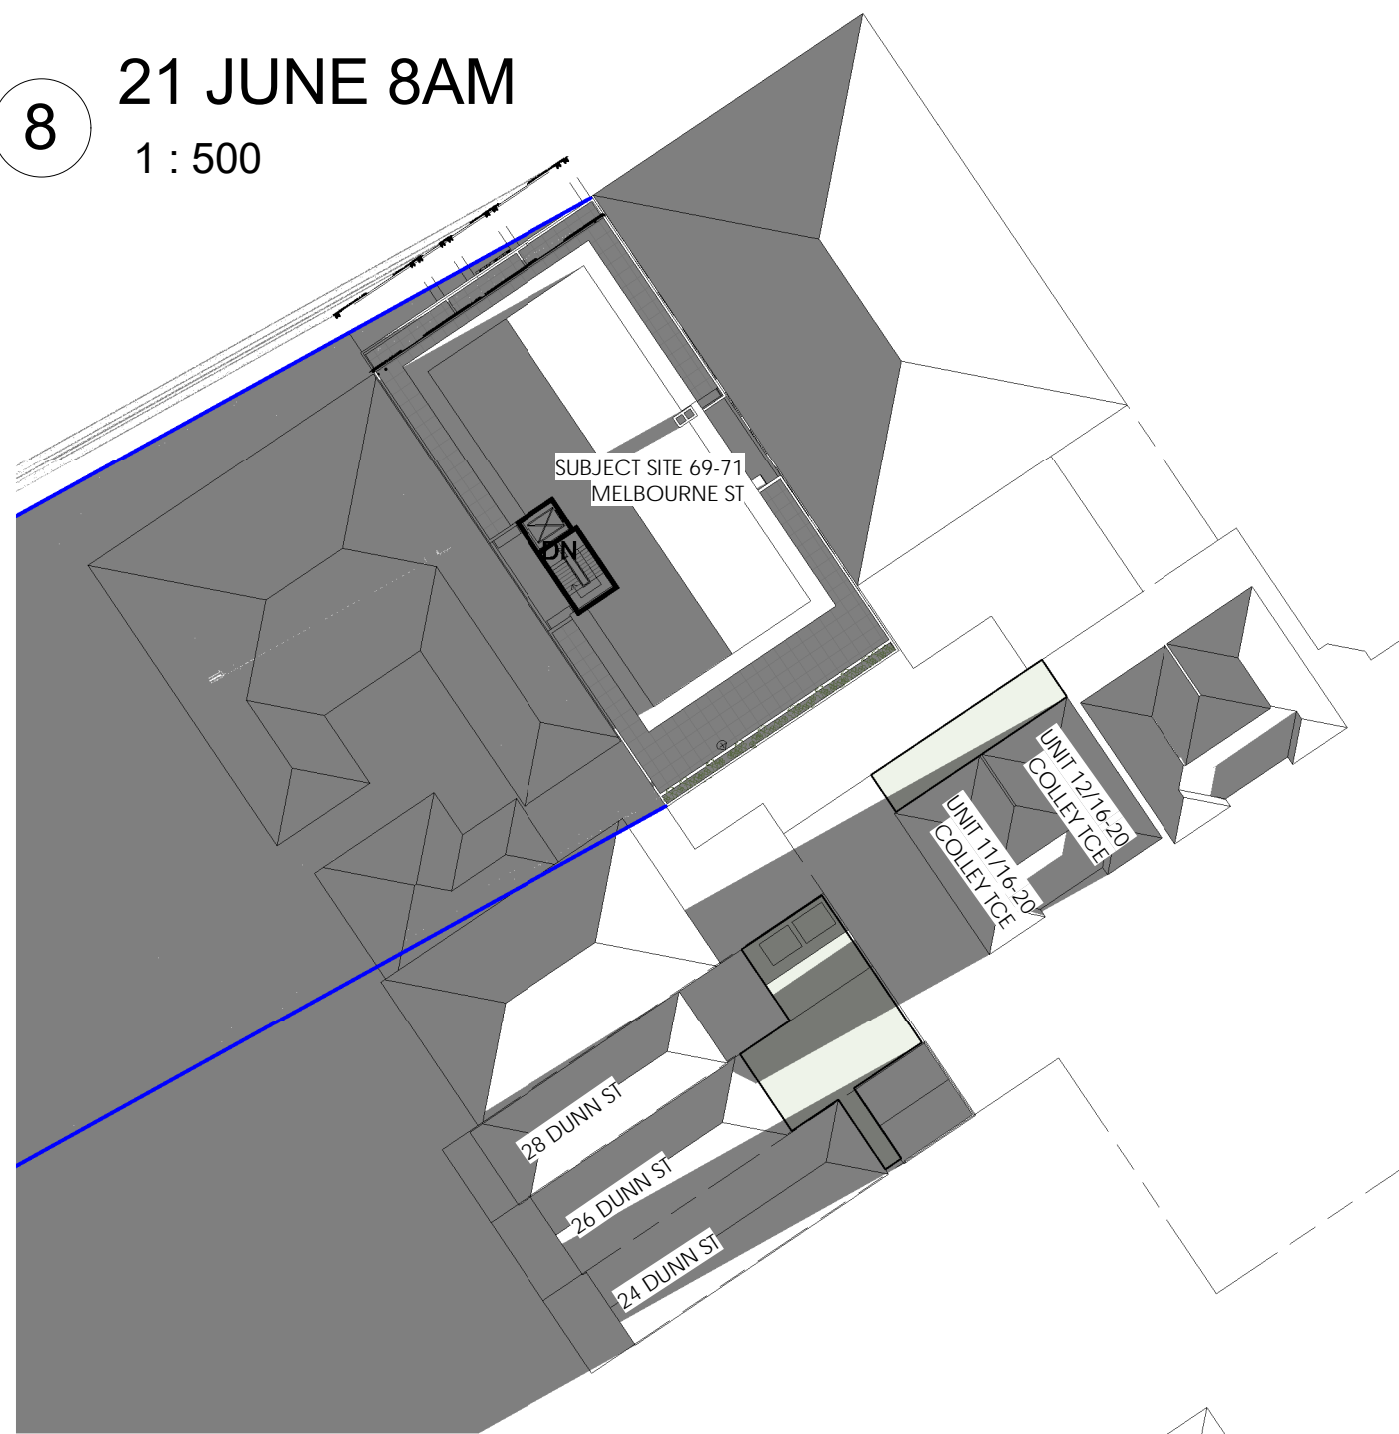 8
21 JUNE 8AM
1 : 500
SUBJECT SITE 69-71
MELBOURNE ST
DN
UNIT 12/16-20
COLLEY TCE
UNIT 11/16-20
COLLEY TCE
28 DUNN ST
26 DUNN ST
24 DUNN ST